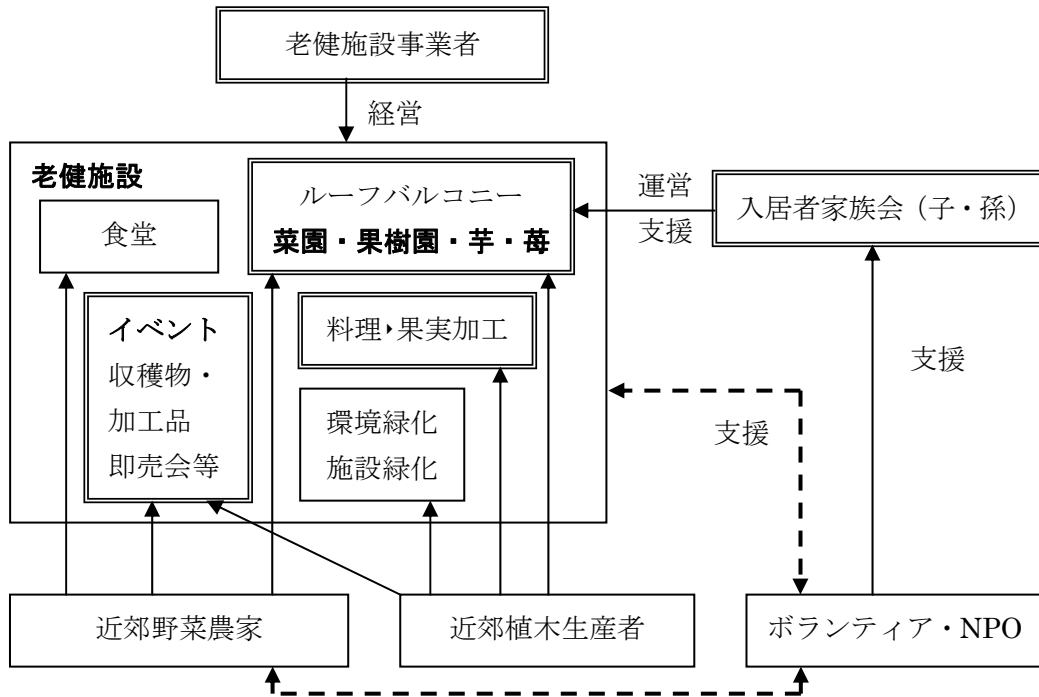 老健施設事業者
経営
老健施設
ルーフバルコニー
菜園・果樹園・芋・苺
食堂
運営
支援
入居者家族会（子・孫）
イベント
収穫物・
加工品
即売会等
料理・果実加工
環境緑化
施設緑化
支援
支援
近郊野菜農家
近郊植木生産者
ボランティア・NPO